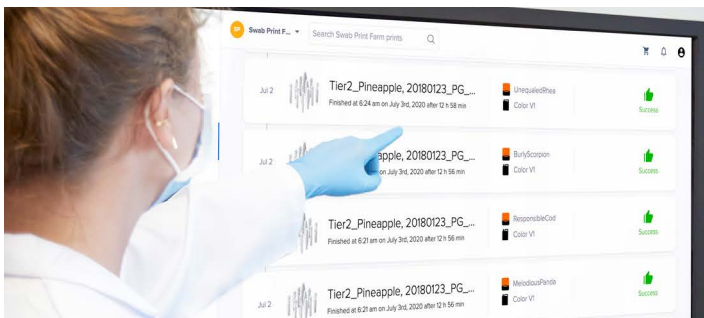 SP Swab Print F...
Search Swab Print Farm prints
Jul 2
Tier2_Pineapple, 20180123_PG_...
Finished at 6:24 am on July 3rd, 2020 after 12 h 58 min
UnequaledRhea
Color V1
Success
Jul 2
apple, 20180123_PG_...
on July 3rd, 2020 after 12 h 56 min
BurlyScorpion
Color V1
Success
Tier2_Pineapple, 20180123_PG_...
Finished at 6:21 am on July 3rd, 2020 after 12 h 56 min
ResponsibleCod
Color V1
Success
Jul 2
Tier2_Pineapple, 20180123_PG_...
Finished at 6:21 am on July 3rd, 2020 after 12 h 56 min
MelodiousPanda
Color V1
Success